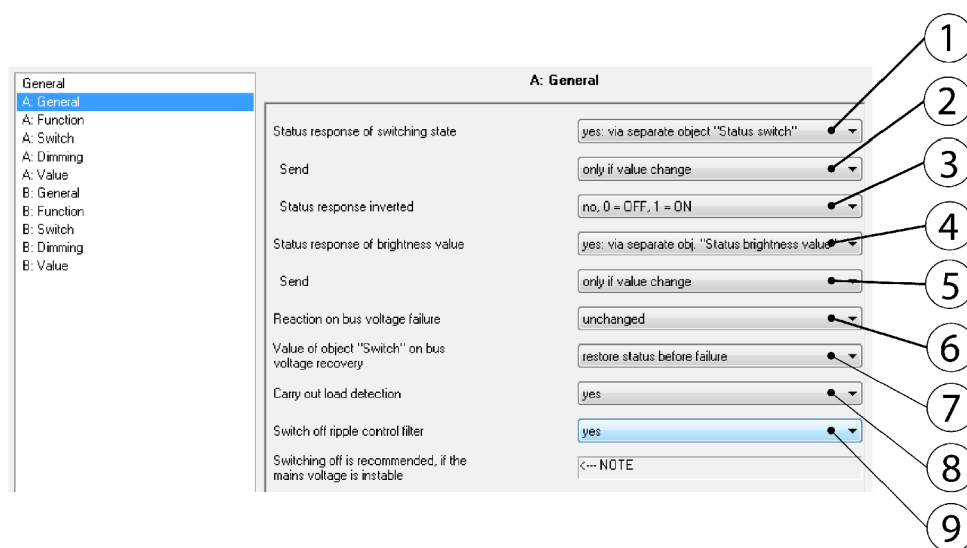 General
A: General
A: Function
A: Switch
A: Dimming
A: Value
B: General
B: Function
B: Switch
B: Dimming
B: Value
A: General
Status response of switching state
yes: via separate object "Status switch"
1
Send
only if value change
2
Status response inverted
no, 0 = OFF, 1 = ON
3
Status response of brightness value
yes: via separate obj. "Status brightness value"
4
Send
only if value change
5
Reaction on bus voltage failure
unchanged
6
Value of object "Switch" on bus
voltage recovery
restore status before failure
7
Carry out load detection
yes
8
Switch off ripple control filter
yes
9
Switching off is recommended, if the
mains voltage is instable
<--- NOTE